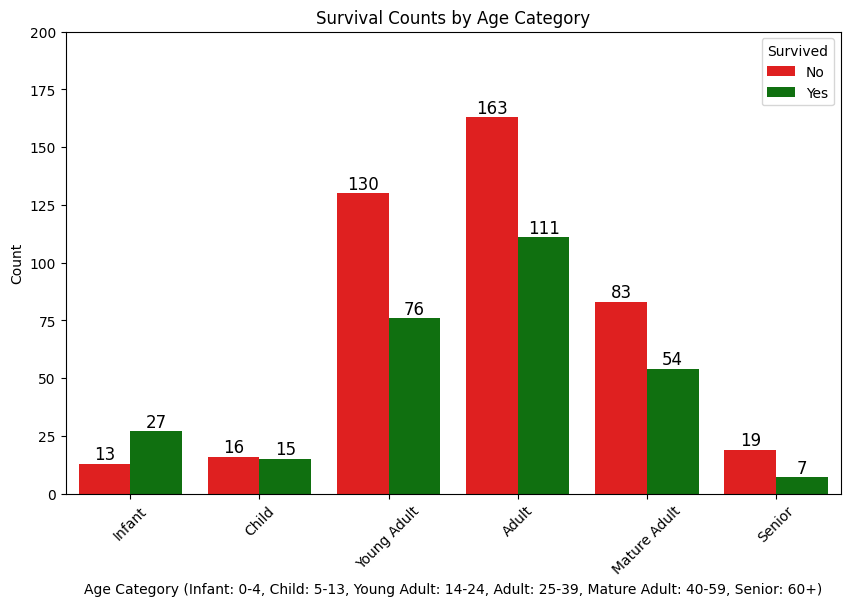 Survival Counts by Age Category
200
175
150
125
100
75
50
25
0
Count
Survived
No
Yes
13
27
16
15
130
76
163
111
83
54
19
7
Infant
Child
Young Adult
Adult
Mature Adult
Senior
Age Category (Infant: 0-4, Child: 5-13, Young Adult: 14-24, Adult: 25-39, Mature Adult: 40-59, Senior: 60+)